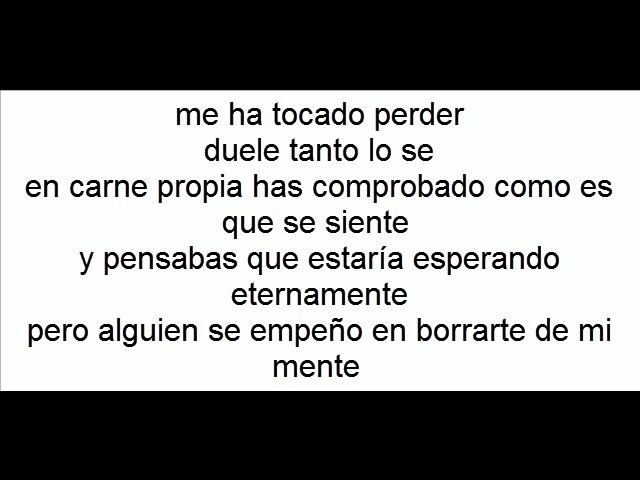 me ha tocado perder
duele tanto lo se
en carne propia has comprobado como es
que se siente
y pensabas que estaría esperando
eternamente
pero alguien se empeño en borrarte de mi
mente